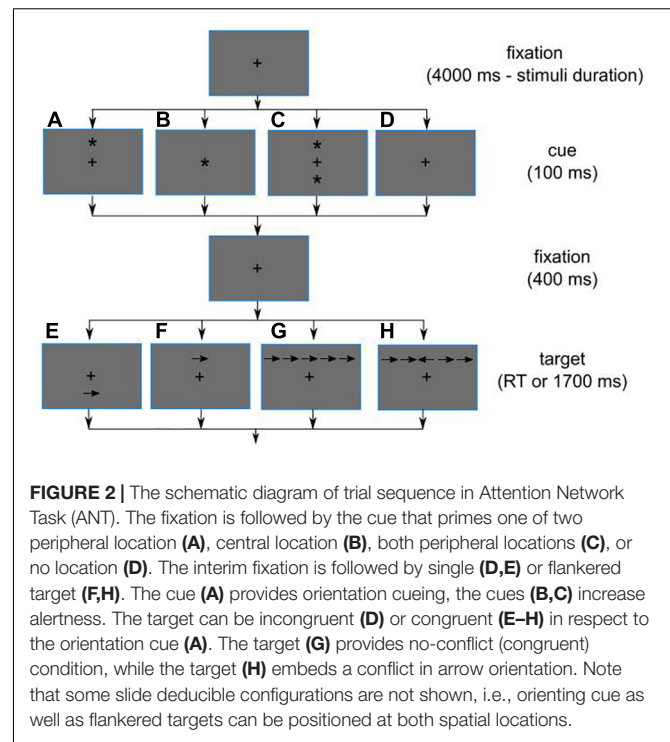 fixation
(4000 ms - stimuli duration)
+
A B C D
* * *
+ + +
*
cue
(100 ms)
+
fixation
(400 ms)
E F G H
+ + + +
target
(RT or 1700 ms)
FIGURE 2 | The schematic diagram of trial sequence in Attention Network
Task (ANT). The fixation is followed by the cue that primes one of two
peripheral location (A), central location (B), both peripheral locations (C), or
no location (D). The interim fixation is followed by single (D,E) or flankered
target (F,H). The cue (A) provides orientation cueing, the cues (B,C) increase
alertness. The target can be incongruent (D) or congruent (E–H) in respect to
the orientation cue (A). The target (G) provides no-conflict (congruent)
condition, while the target (H) embeds a conflict in arrow orientation. Note
that some slide deducible configurations are not shown, i.e., orienting cue as
well as flankered targets can be positioned at both spatial locations.